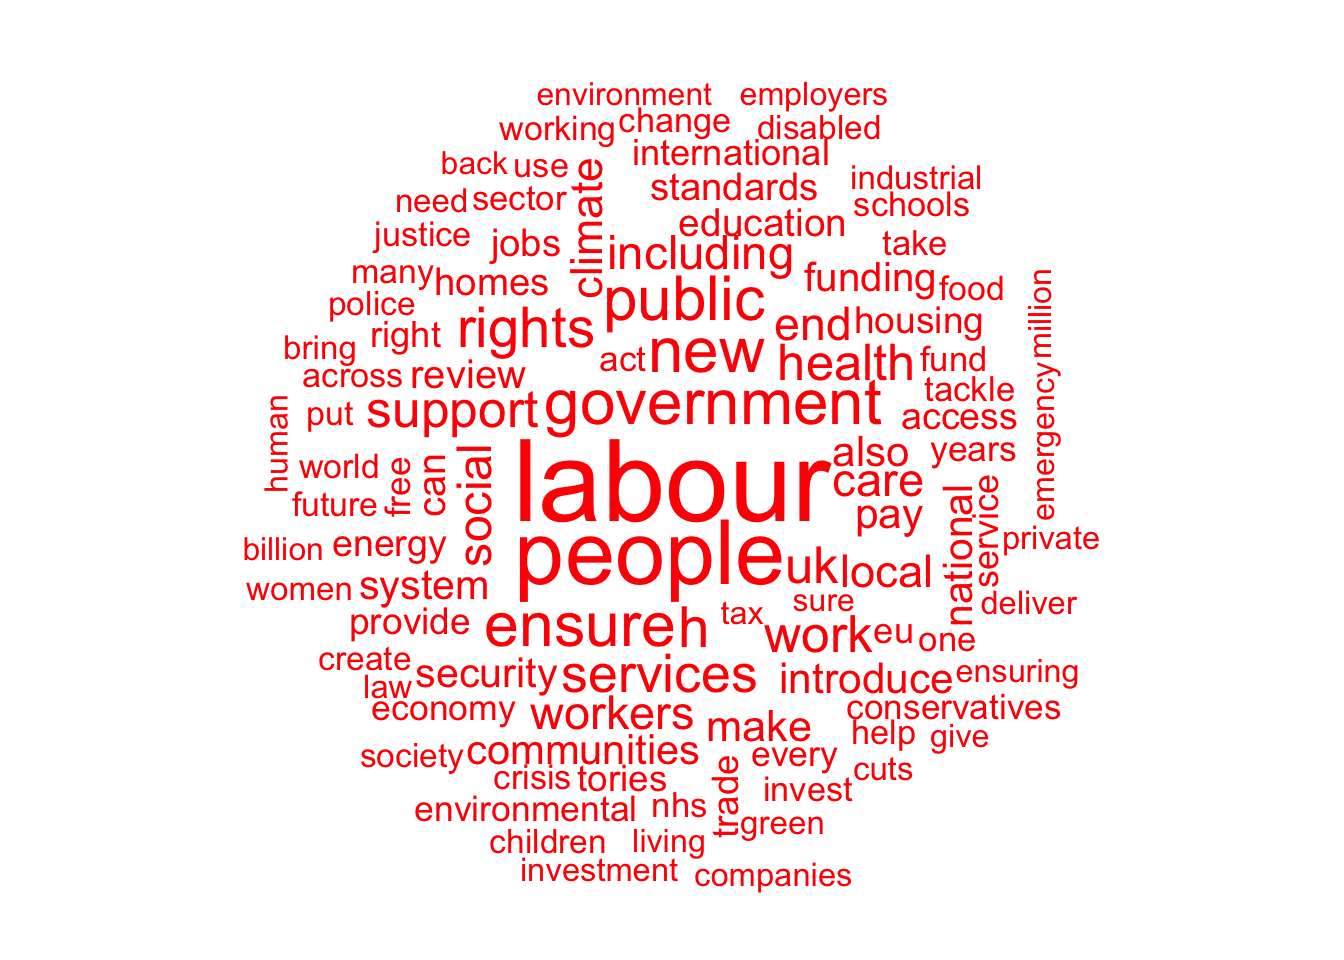 environment employers
working change disabled
back use international
need sector climate standards industrial
justice jobs education schools
many homes including funding take food
police right rights public end housing million
bring act new health fund
across review tackle
put support government access
human world free can social labour also years emergency
future care national service
billion energy people pay private
women system uk local deliver
provide ensure h tax sure work eu one
create security services introduce ensuring
law
economy workers make conservatives
society communities every help give
crisis tories trade invest cuts
environmental nhs green
children living
investment companies